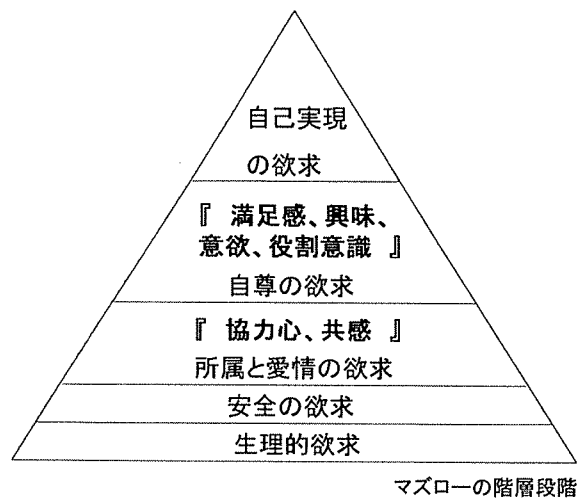 自己実現
の欲求
『 満足感、興味、
意欲、役割意識 』
自尊の欲求
『 協力心、共感 』
所属と愛情の欲求
安全の欲求
生理的欲求
マズローの階層段階